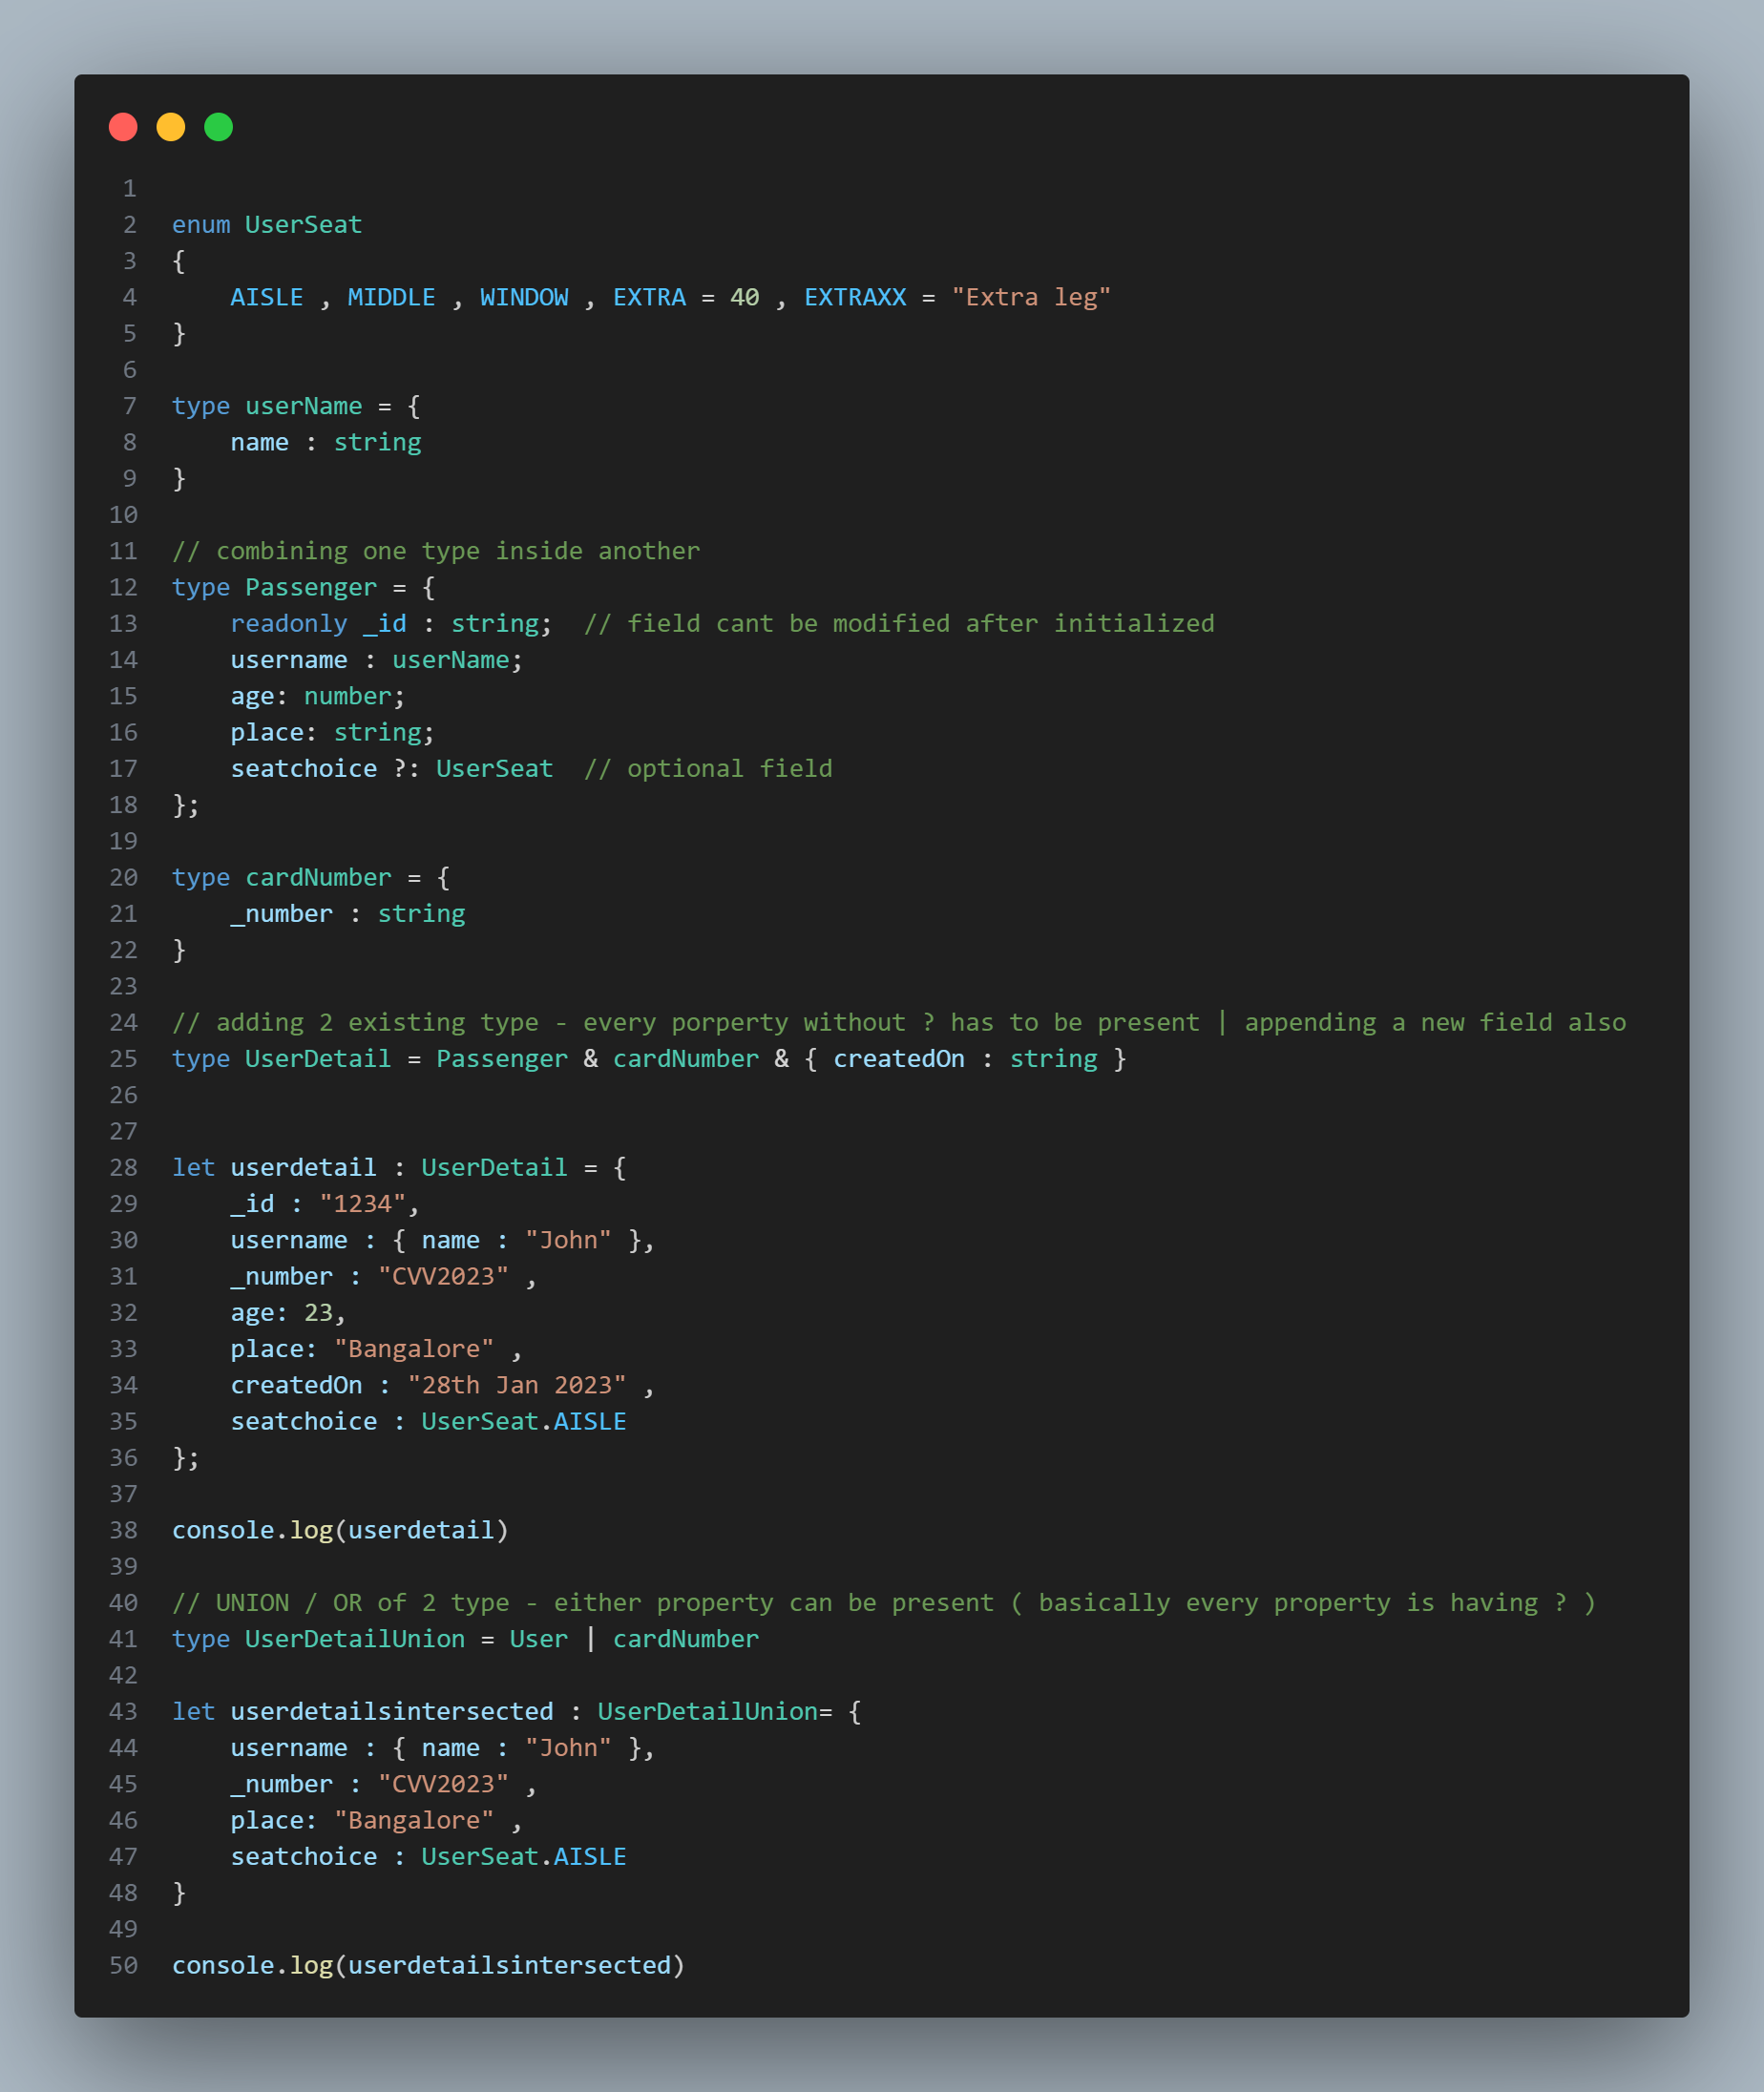 1
2 enum UserSeat
3 {
4     AISLE , MIDDLE , WINDOW , EXTRA = 40 , EXTRAXX = "Extra leg"
5 }
6
7 type userName = {
8     name : string
9 }
10
11 // combining one type inside another
12 type Passenger = {
13     readonly _id : string;  // field cant be modified after initialized
14     username : userName;
15     age: number;
16     place: string;
17     seatchoice ?: UserSeat  // optional field
18 };
19
20 type cardNumber = {
21     _number : string
22 }
23
24 // adding 2 existing type - every porperty without ? has to be present | appending a new field also
25 type UserDetail = Passenger & cardNumber & { createdOn : string }
26
27
28 let userdetail : UserDetail = {
29     _id : "1234",
30     username : { name : "John" },
31     _number : "CVV2023" ,
32     age: 23,
33     place: "Bangalore" ,
34     createdOn : "28th Jan 2023" ,
35     seatchoice : UserSeat.AISLE
36 };
37
38 console.log(userdetail)
39
40 // UNION / OR of 2 type - either property can be present ( basically every property is having ? )
41 type UserDetailUnion = User | cardNumber
42
43 let userdetailsintersected : UserDetailUnion= {
44     username : { name : "John" },
45     _number : "CVV2023" ,
46     place: "Bangalore" ,
47     seatchoice : UserSeat.AISLE
48 }
49
50 console.log(userdetailsintersected)